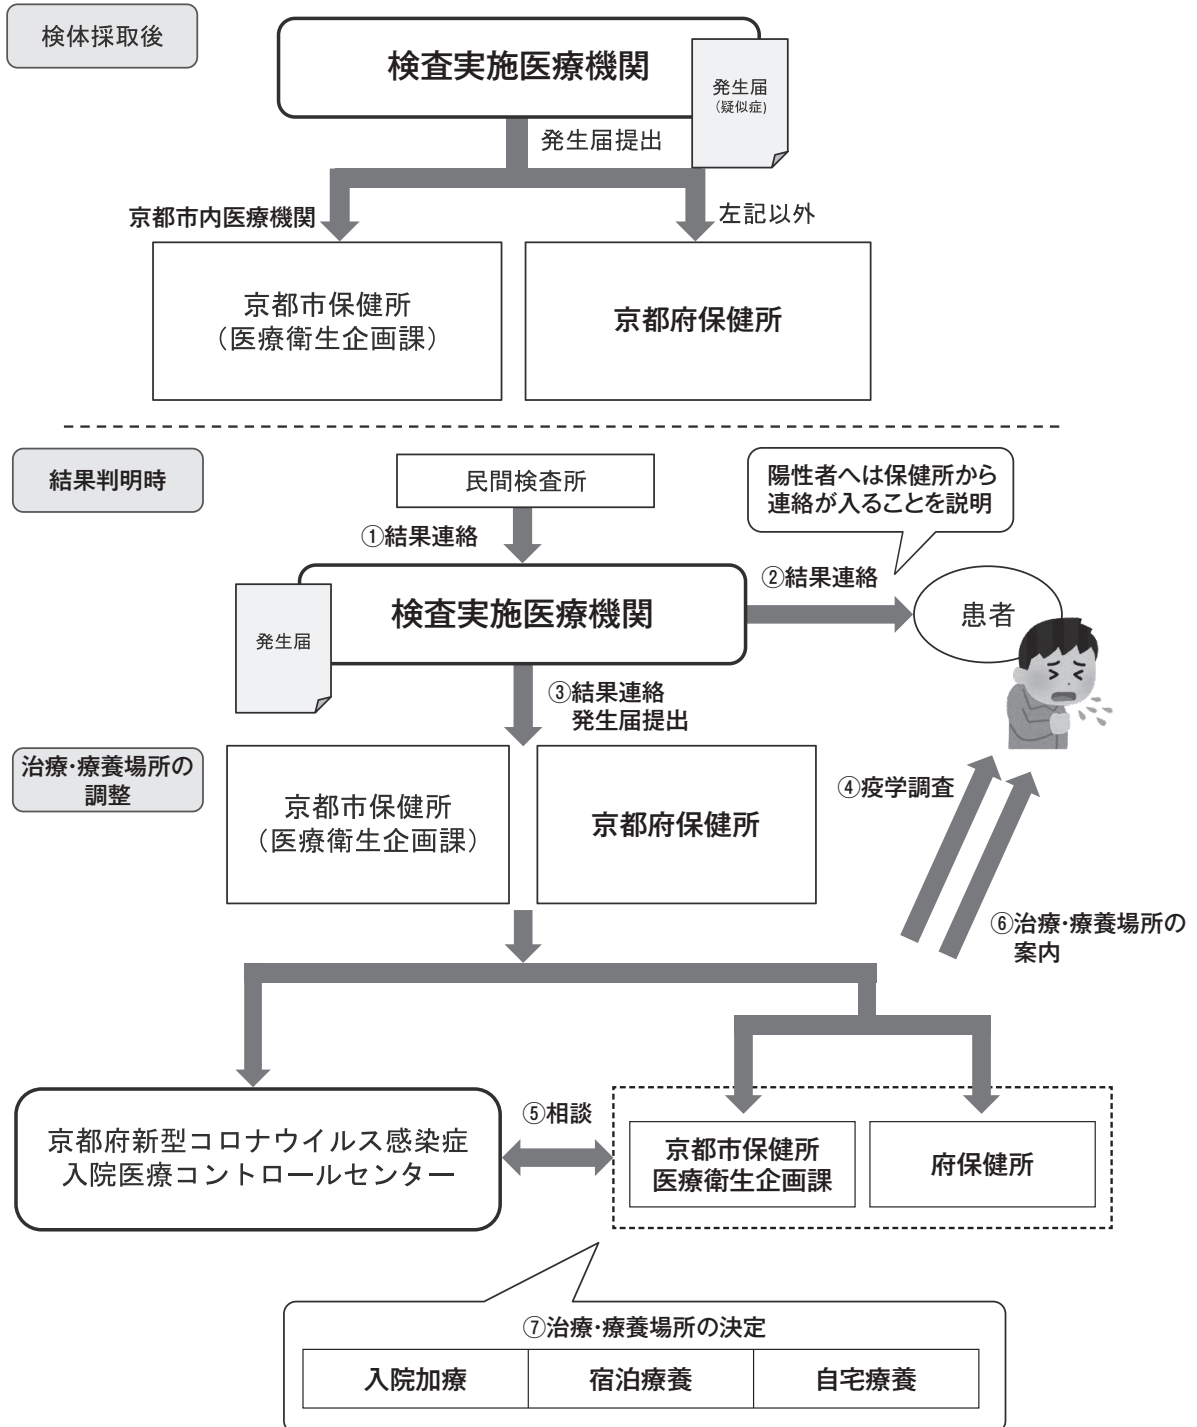 検体採取後
検査実施医療機関
発生届
（疑似症）
発生届提出
京都市内医療機関
左記以外
京都市保健所
（医療衛生企画課）
京都府保健所
結果判明時
民間検査所
陽性者へは保健所から
連絡が入ることを説明
①結果連絡
②結果連絡
検査実施医療機関
患者
発生届
③結果連絡
発生届提出
治療・療養場所の
調整
京都市保健所
（医療衛生企画課）
京都府保健所
④疫学調査
⑥治療・療養場所の
案内
京都府新型コロナウイルス感染症
入院医療コントロールセンター
⑤相談
京都市保健所
医療衛生企画課
府保健所
⑦治療・療養場所の決定
入院加療
宿泊療養
自宅療養